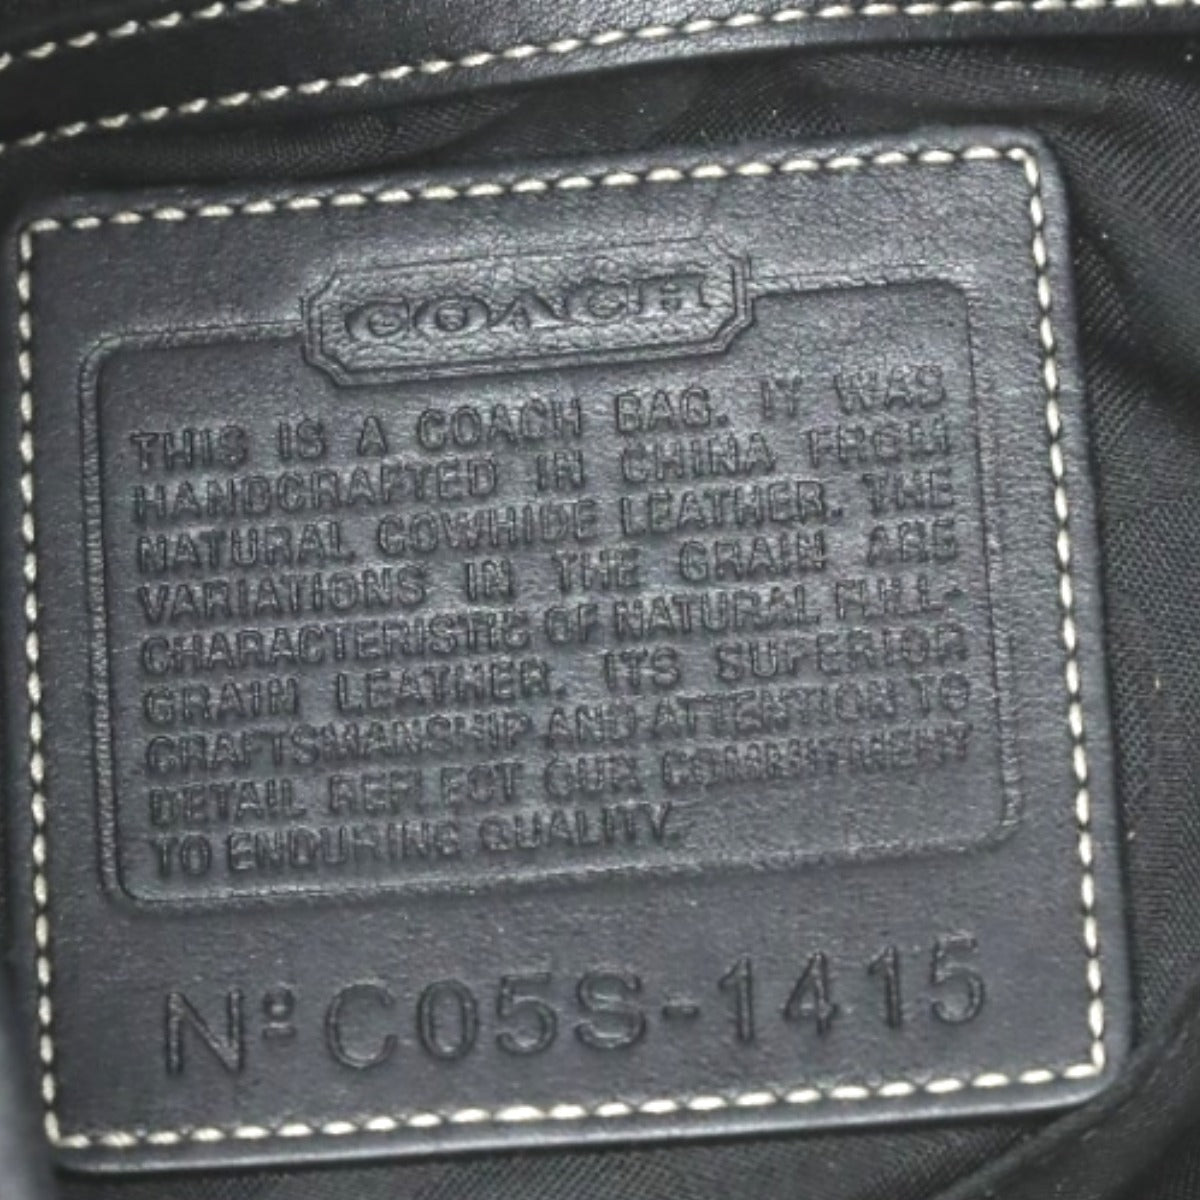 COACH
THIS IS A COACH BAG. IT WAS
HANDCRAFTED IN CHINA FROM
NATURAL COWHIDE LEATHER. THE
VARIATIONS IN THE GRAIN ARE
CHARACTERISTIC OF NATURAL FULL-
GRAIN LEATHER. ITS SUPERIOR
CRAFTSMANSHIP AND ATTENTION TO
DETAIL REFLECT OUR COMMITMENT
TO ENDURING QUALITY.
Nº C05S-1415